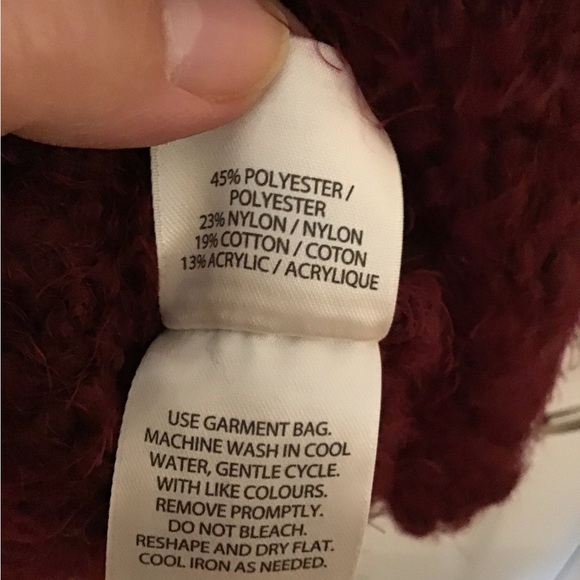 45% POLYESTER /
POLYESTER
23% NYLON / NYLON
19% COTTON / COTON
13% ACRYLIC / ACRYLIQUE
USE GARMENT BAG.
MACHINE WASH IN COOL
WATER, GENTLE CYCLE.
WITH LIKE COLOURS.
REMOVE PROMPTLY.
DO NOT BLEACH.
RESHAPE AND DRY FLAT.
COOL IRON AS NEEDED.